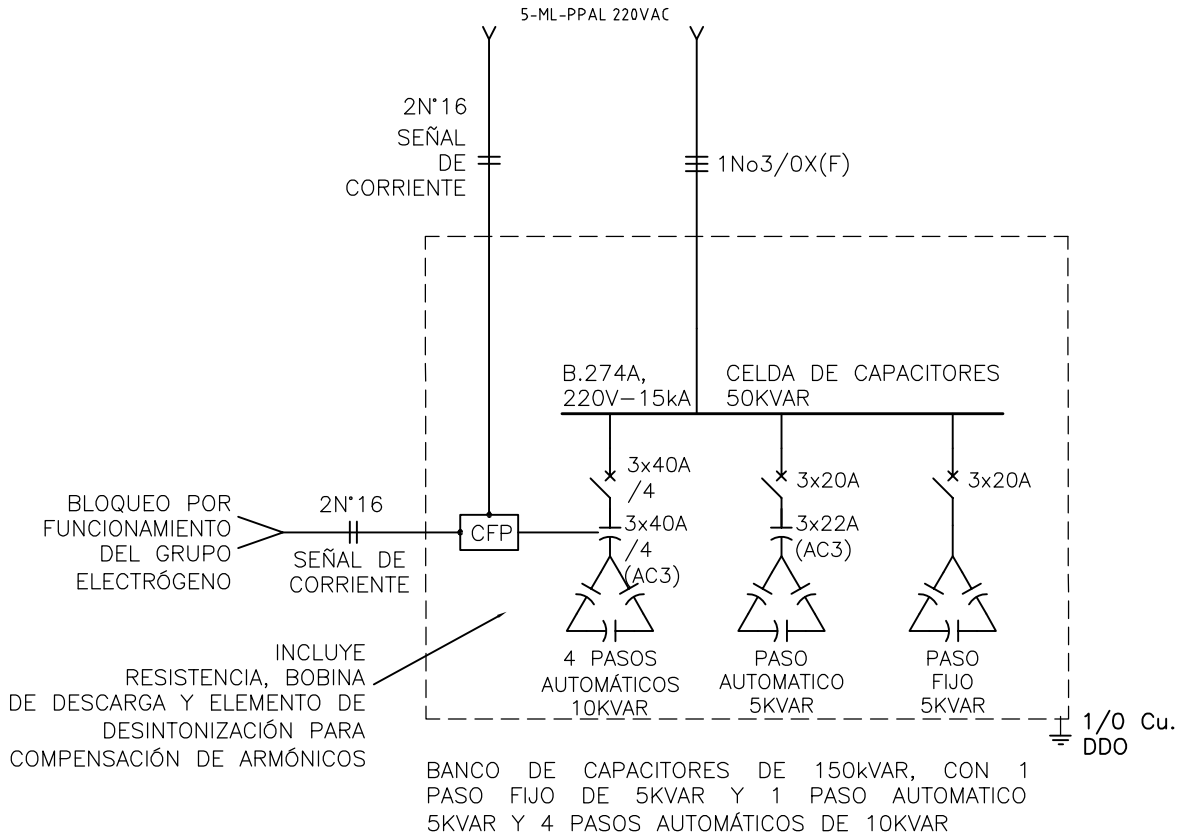 5-ML-PPAL 220VAC
2N°16
SEÑAL
DE
CORRIENTE
1No3/0X(F)
B.274A,
220V-15kA
CELDA DE CAPACITORES
50KVAR
3x40A
/4
3x20A
3x20A
BLOQUEO POR
FUNCIONAMIENTO
DEL GRUPO
ELECTRÓGENO
2N°16
SEÑAL DE
CORRIENTE
CFP
3x40A
/4
(AC3)
3x22A
(AC3)
INCLUYE
RESISTENCIA, BOBINA
DE DESCARGA Y ELEMENTO DE
DESINTONIZACIÓN PARA
COMPENSACIÓN DE ARMÓNICOS
4 PASOS
AUTOMÁTICOS
10KVAR
PASO
AUTOMATICO
5KVAR
PASO
FIJO
5KVAR
1/0 Cu.
DDO
BANCO DE CAPACITORES DE 150kVAR, CON 1
PASO FIJO DE 5KVAR Y 1 PASO AUTOMATICO
5KVAR Y 4 PASOS AUTOMÁTICOS DE 10KVAR